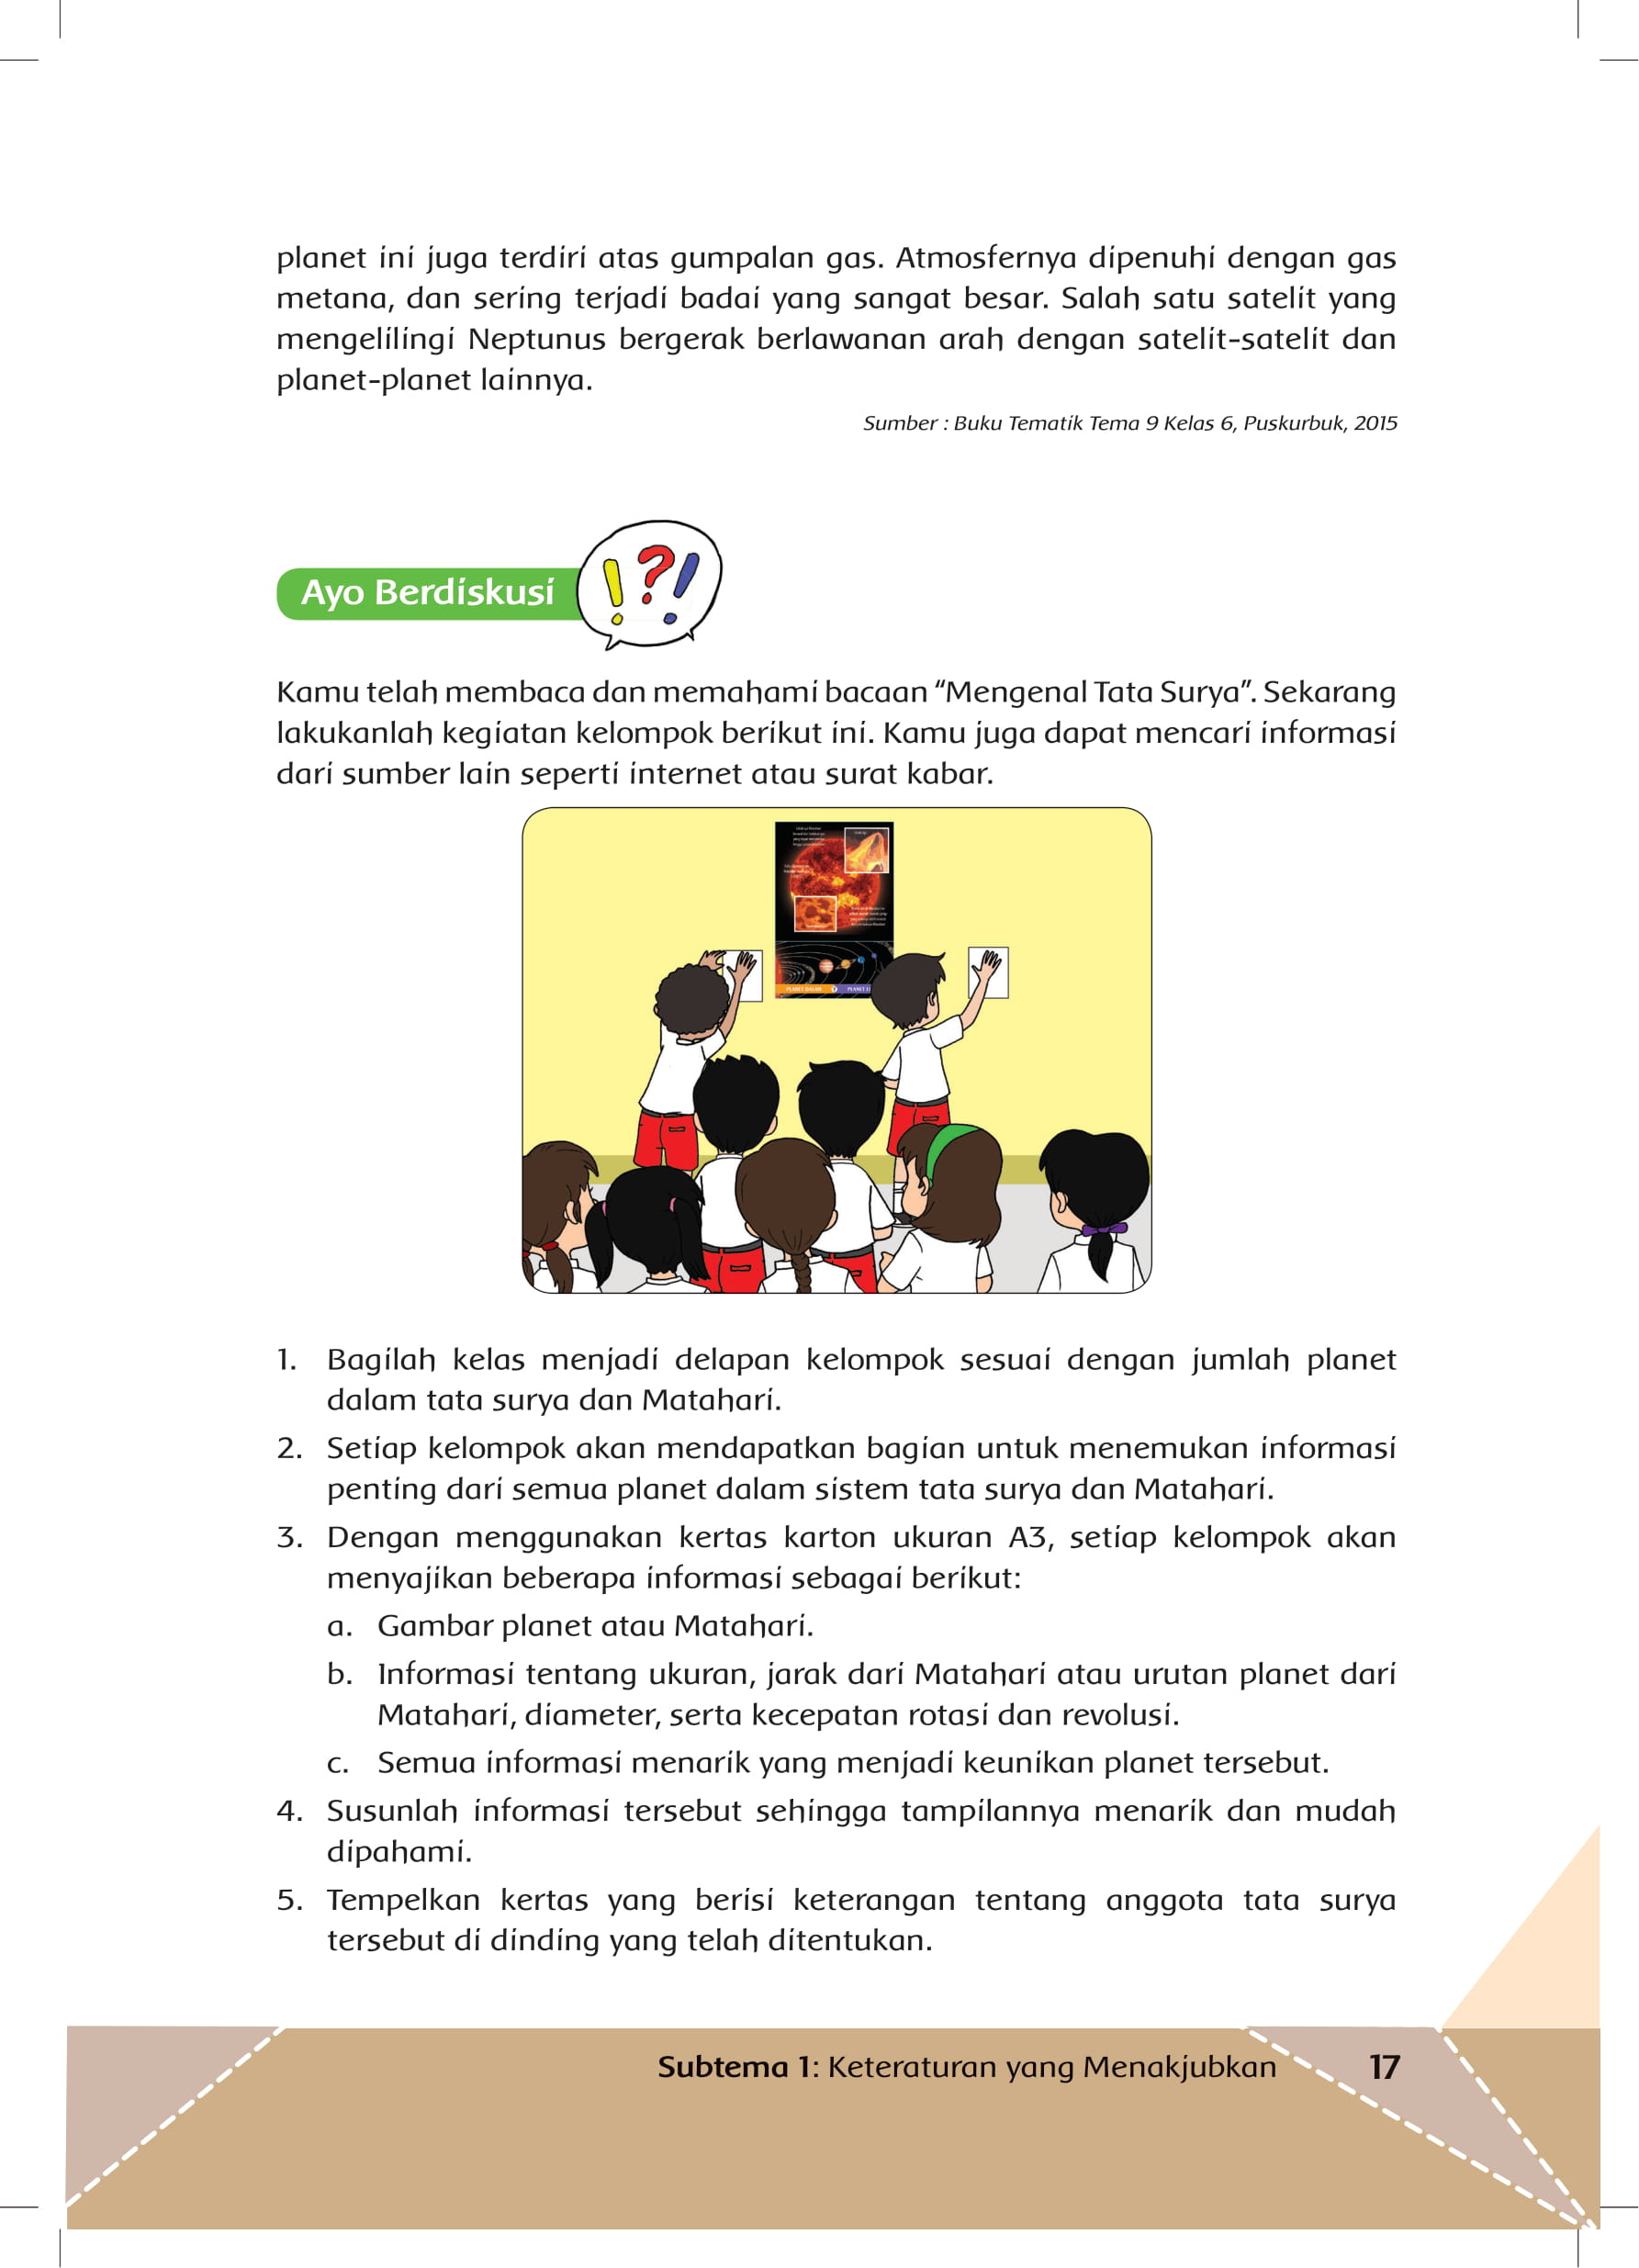 planet ini juga terdiri atas gumpalan gas. Atmosfernya dipenuhi dengan gas
metana, dan sering terjadi badai yang sangat besar. Salah satu satelit yang
mengelilingi Neptunus bergerak berlawanan arah dengan satelit-satelit dan
planet-planet lainnya.
Sumber : Buku Tematik Tema 9 Kelas 6, Puskurbuk, 2015
Ayo Berdiskusi
!?!
Kamu telah membaca dan memahami bacaan “Mengenal Tata Surya”. Sekarang
lakukanlah kegiatan kelompok berikut ini. Kamu juga dapat mencari informasi
dari sumber lain seperti internet atau surat kabar.
PLANET DALAM
PLANET
1. Bagilah kelas menjadi delapan kelompok sesuai dengan jumlah planet
dalam tata surya dan Matahari.
2. Setiap kelompok akan mendapatkan bagian untuk menemukan informasi
penting dari semua planet dalam sistem tata surya dan Matahari.
3. Dengan menggunakan kertas karton ukuran A3, setiap kelompok akan
menyajikan beberapa informasi sebagai berikut:
a. Gambar planet atau Matahari.
b. Informasi tentang ukuran, jarak dari Matahari atau urutan planet dari
Matahari, diameter, serta kecepatan rotasi dan revolusi.
c. Semua informasi menarik yang menjadi keunikan planet tersebut.
4. Susunlah informasi tersebut sehingga tampilannya menarik dan mudah
dipahami.
5. Tempelkan kertas yang berisi keterangan tentang anggota tata surya
tersebut di dinding yang telah ditentukan.
Subtema 1: Keteraturan yang Menakjubkan 17